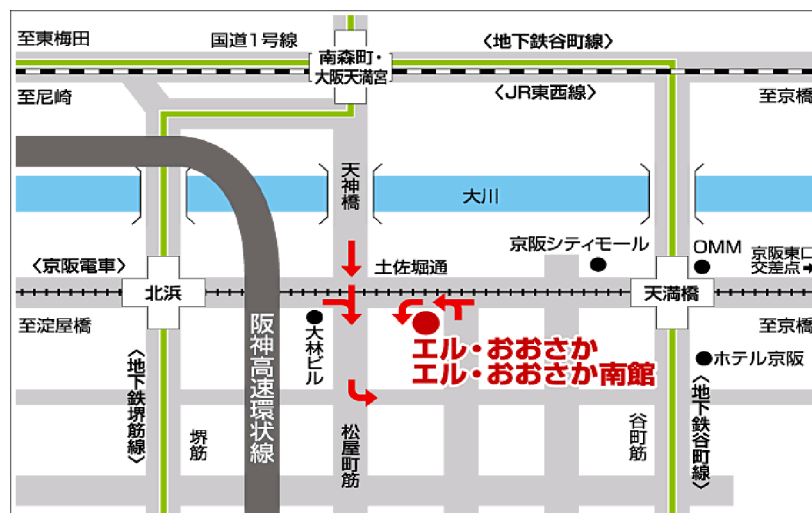 至東梅田
国道1号線
南森町・
大阪天満宮
〈地下鉄谷町線〉
至尼崎
〈JR東西線〉
至京橋
天神橋
大川
京阪シティモール
OMM
京阪東口
交差点→
〈京阪電車〉
土佐堀通
北浜
天満橋
至淀屋橋
大林ビル
至京橋
エル・おおさか
エル・おおさか南館
ホテル京阪
阪神高速環状線
〈地下鉄堺筋線〉
堺筋
松屋町筋
谷町筋
〈地下鉄谷町線〉